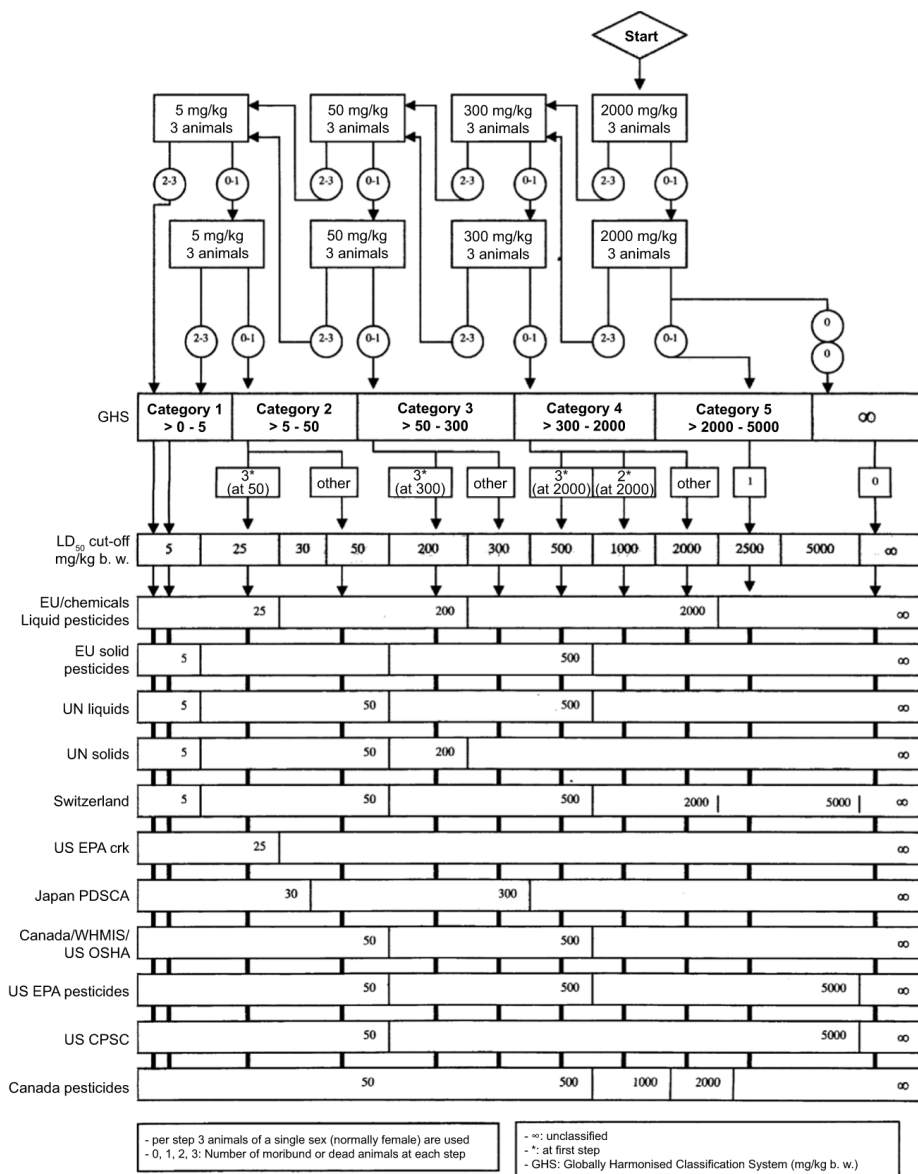 Start
5 mg/kg
3 animals
50 mg/kg
3 animals
300 mg/kg
3 animals
2000 mg/kg
3 animals
2-3
0-1
2-3
0-1
2-3
0-1
2-3
0-1
5 mg/kg
3 animals
50 mg/kg
3 animals
300 mg/kg
3 animals
2000 mg/kg
3 animals
2-3
0-1
2-3
0-1
2-3
0-1
2-3
0-1
0
0
GHS
Category 1
> 0 - 5
Category 2
> 5 - 50
Category 3
> 50 - 300
Category 4
> 300 - 2000
Category 5
> 2000 - 5000
∞
3*
(at 50)
other
3*
(at 300)
other
3*
(at 2000)
2*
(at 2000)
other
1
0
LD50 cut-off
mg/kg b. w.
5 25 30 50 200 300 500 1000 2000 2500 5000 ∞
EU/chemicals
Liquid pesticides
25 200 2000 ∞
EU solid
pesticides
5 500 ∞
UN liquids
5 50 500 ∞
UN solids
5 50 200 ∞
Switzerland
5 50 500 2000 5000 ∞
US EPA crk
25 ∞
Japan PDSCA
30 300 ∞
Canada/WHMIS/
US OSHA
50 500 ∞
US EPA pesticides
50 500 5000 ∞
US CPSC
50 5000 ∞
Canada pesticides
50 500 1000 2000 ∞
- per step 3 animals of a single sex (normally female) are used
- 0, 1, 2, 3: Number of moribund or dead animals at each step
- ∞: unclassified
- *: at first step
- GHS: Globally Harmonised Classification System (mg/kg b. w.)